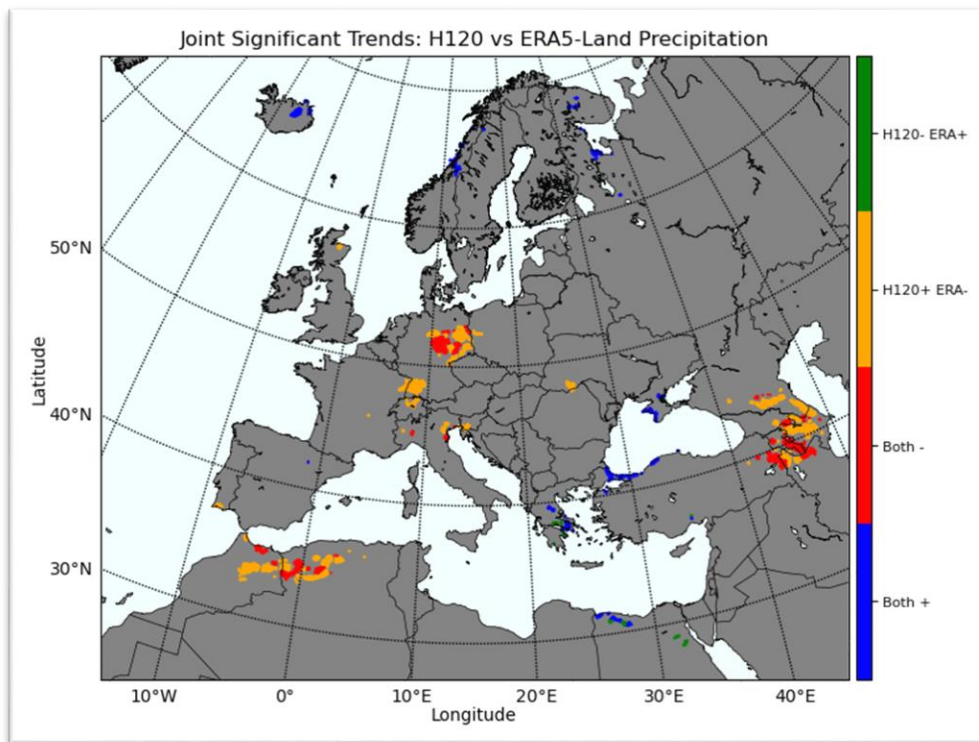 Joint Significant Trends: H120 vs ERA5-Land Precipitation
50°N
40°N
30°N
Latitude
10°W 0° 10°E 20°E 30°E 40°E
Longitude
H120- ERA+
H120+ ERA-
Both -
Both +